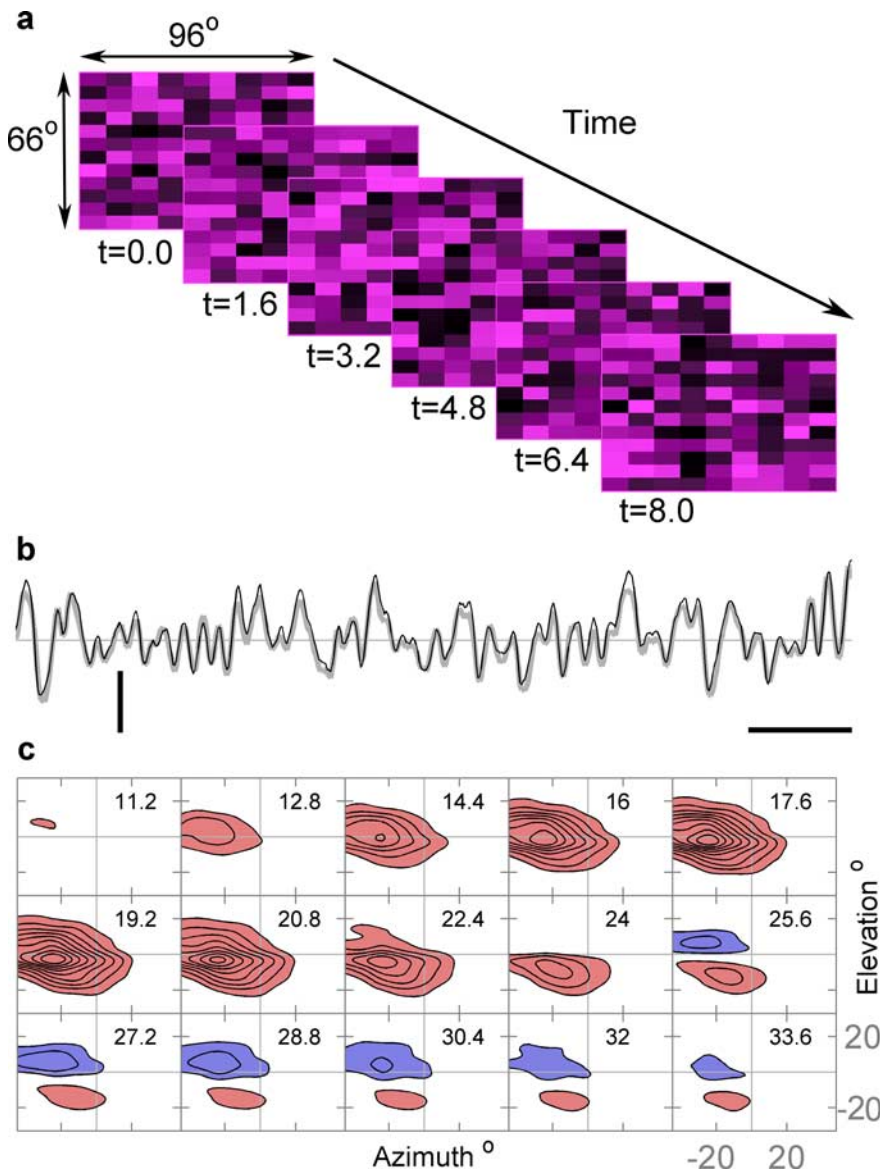 a
96°
66°
Time
t=0.0
t=1.6
t=3.2
t=4.8
t=6.4
t=8.0
b
c
11.2 12.8 14.4 16 17.6
19.2 20.8 22.4 24 25.6
27.2 28.8 30.4 32 33.6
Elevation °
20
-20
Azimuth ° -20 20